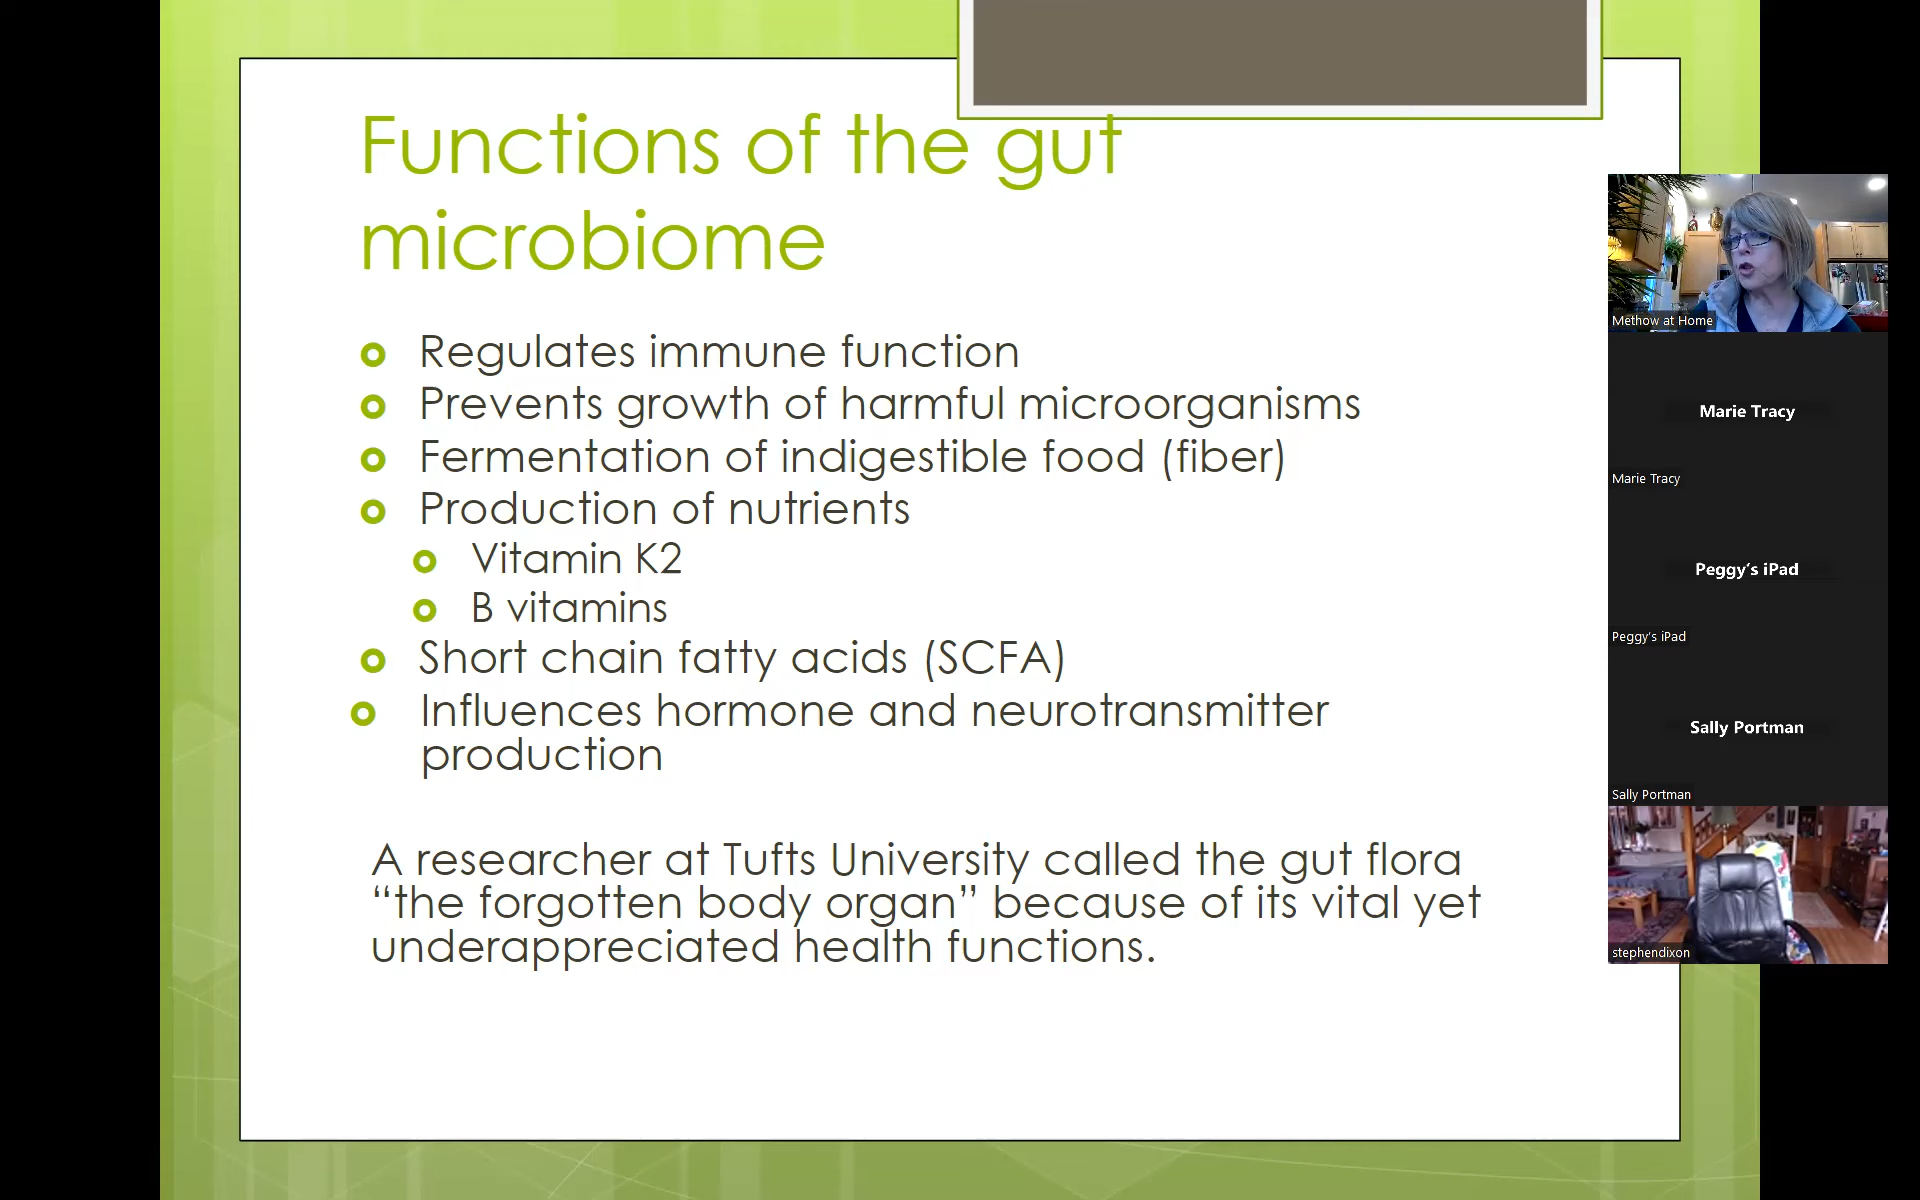 Functions of the gut
microbiome
Regulates immune function
Prevents growth of harmful microorganisms
Fermentation of indigestible food (fiber)
Production of nutrients
Vitamin K2
B vitamins
Short chain fatty acids (SCFA)
Influences hormone and neurotransmitter
production
A researcher at Tufts University called the gut flora
“the forgotten body organ” because of its vital yet
underappreciated health functions.
Methow at Home
Marie Tracy
Marie Tracy
Peggy’s iPad
Peggy's iPad
Sally Portman
Sally Portman
stephendixon